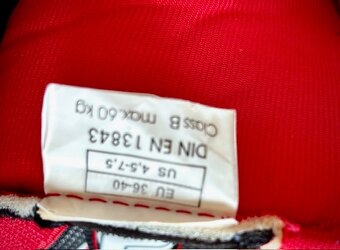 EU 36-40
US 4,5-7,5
DIN EN 13843
Class B max.60 kg